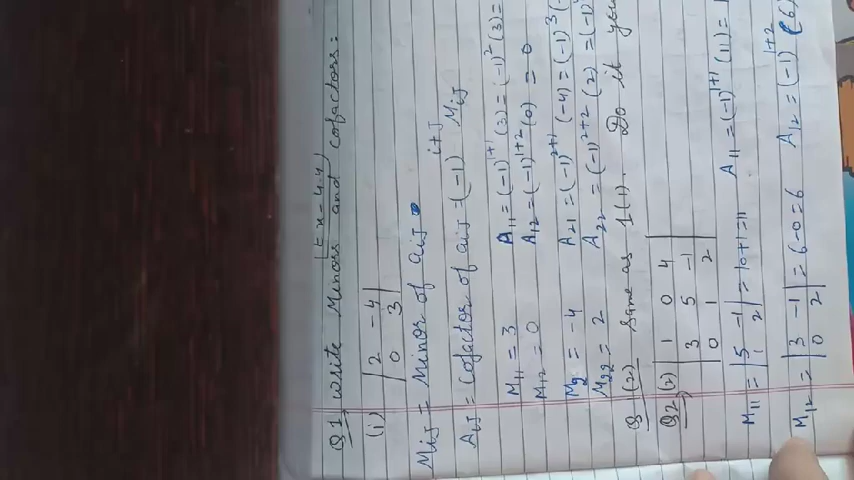 Ex-4.4
Q1 Write Minors and cofactors:
(i) |2 -4|
|0 3|
Mij = Minor of aij
Aij = Cofactor of aij = (-1)^i+J Mij
M11 = 3 A11 = (-1)^1+1 (3) = (-1)^2 (3) =
M12 = 0 A12 = (-1)^1+2 (0) = 0
M21 = -4 A21 = (-1)^2+1 (-4) = (-1)^3 (-
M22 = 2 A22 = (-1)^2+2 (2) = (-1)
Q1 (2) Same as 1(1). Do it you
Q2 (2) |1 0 4|
|3 5 -1|
|0 1 2|
M11 = |5 -1| = 10+1 = 11 A11 = (-1)^1+1 (11) =
|1 2|
M12 = |3 -1| = 6-0 = 6 A12 = (-1)^1+2 (6)
|0 2|